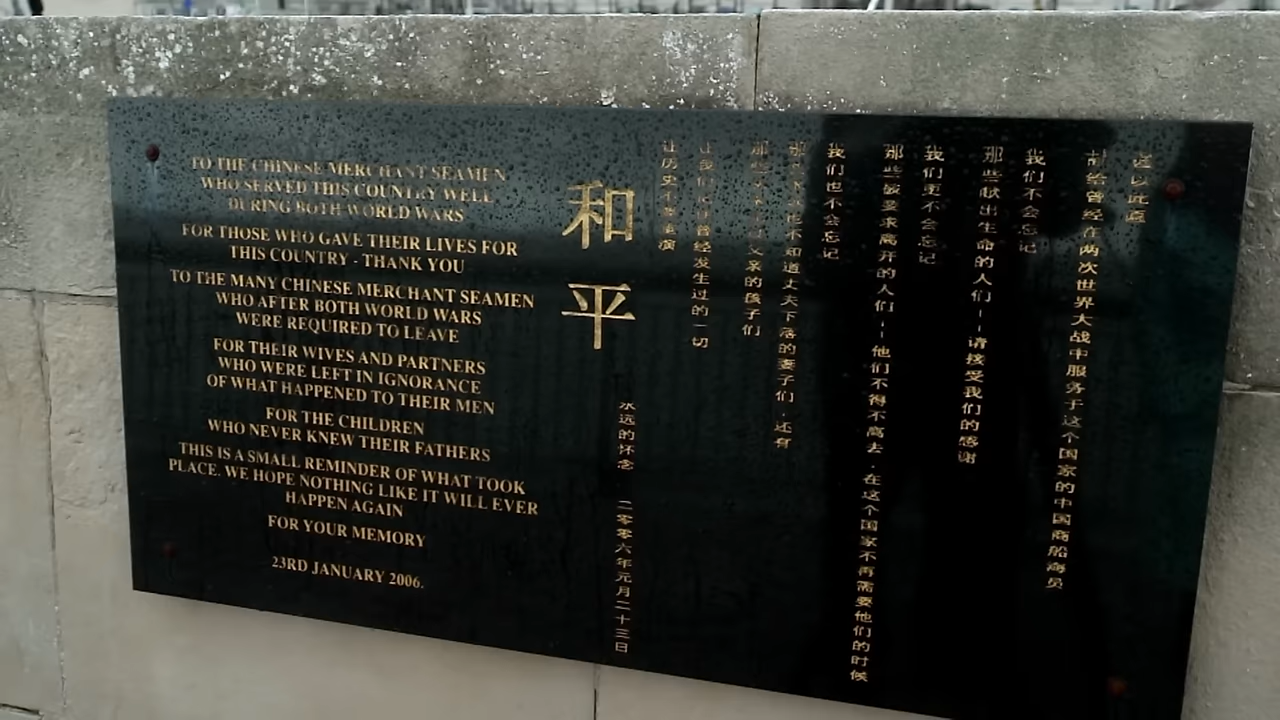 TO THE CHINESE MERCHANT SEAMEN
WHO SERVED THIS COUNTRY WELL
DURING BOTH WORLD WARS
FOR THOSE WHO GAVE THEIR LIVES FOR
THIS COUNTRY - THANK YOU
TO THE MANY CHINESE MERCHANT SEAMEN
WHO AFTER BOTH WORLD WARS
WERE REQUIRED TO LEAVE
FOR THEIR WIVES AND PARTNERS
WHO WERE LEFT IN IGNORANCE
OF WHAT HAPPENED TO THEIR MEN
FOR THE CHILDREN
WHO NEVER KNEW THEIR FATHERS
THIS IS A SMALL REMINDER OF WHAT TOOK
PLACE. WE HOPE NOTHING LIKE IT WILL EVER
HAPPEN AGAIN
FOR YOUR MEMORY
23RD JANUARY 2006.
以此匾
给曾经在两次世界大战中服务于这个国家的中国商船海员
我们不会忘记
那些献出生命的人们——请接受我们的感谢
我们更不会忘记
那些被要求离开的人们——他们不得不离去，在这个国家不再需要他们的时候
我们也不会忘记
也不知道丈夫下落的妻子们，还有
父亲的孩子们
让我们记住曾经发生过的一切
让历史不要重演
和平
永远的怀念 二零零六年元月二十三日